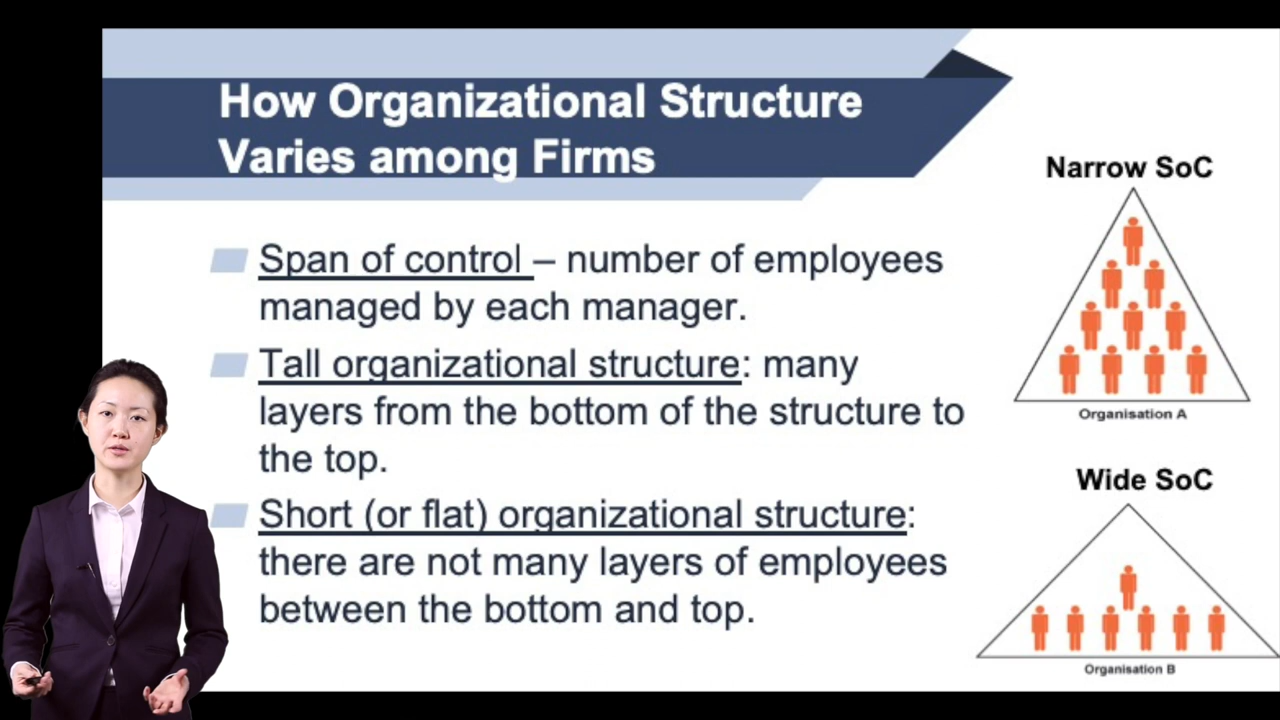 How Organizational Structure
Varies among Firms
Span of control – number of employees
managed by each manager.
Tall organizational structure: many
layers from the bottom of the structure to
the top.
Short (or flat) organizational structure:
there are not many layers of employees
between the bottom and top.
Narrow SoC
Organisation A
Wide SoC
Organisation B